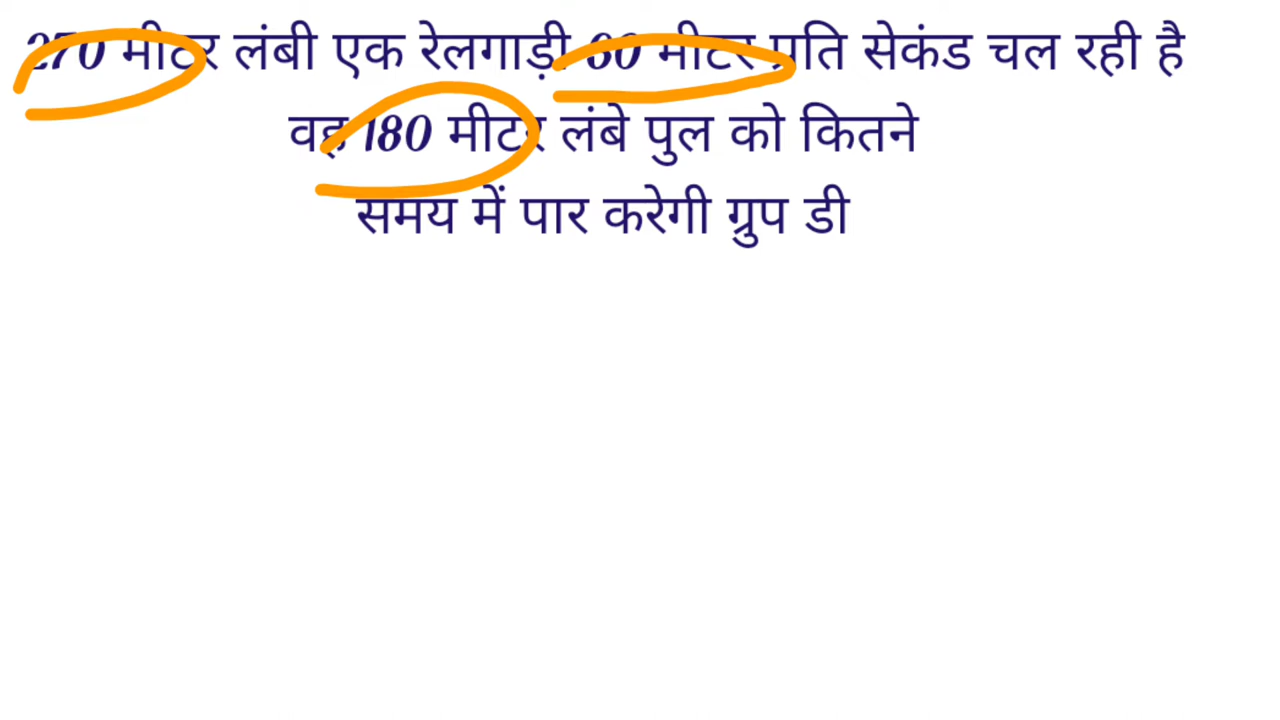 270 मीटर लंबी एक रेलगाड़ी 60 मीटर प्रति सेकंड चल रही है
वह 180 मीटर लंबे पुल को कितने
समय में पार करेगी ग्रुप डी